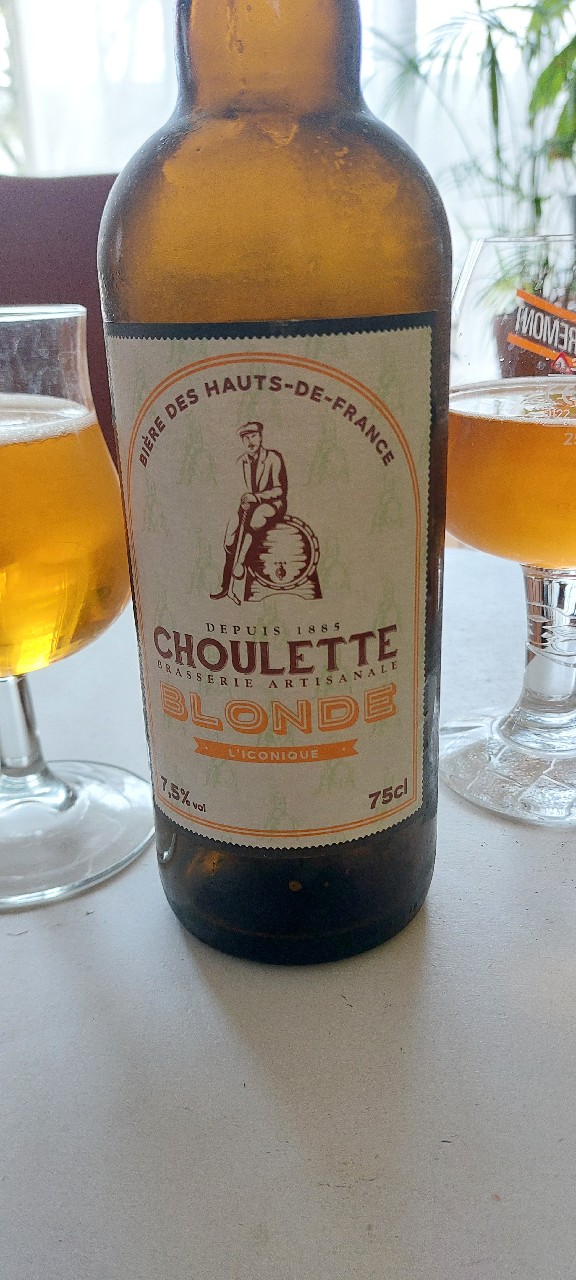 BIÈRE DES HAUTS-DE-FRANCE
DEPUIS 1885
CHOULETTE
BRASSERIE ARTISANALE
BLONDE
L'ICONIQUE
7,5% vol
75cl